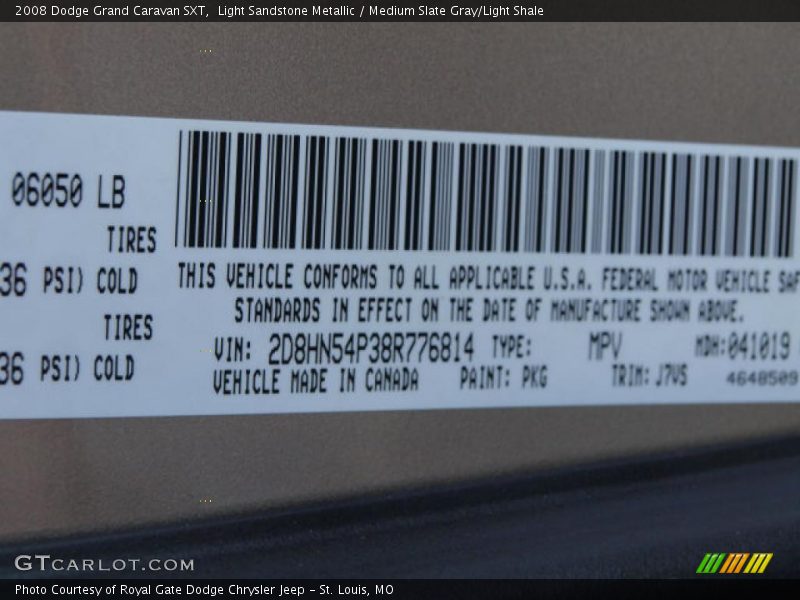 2008 Dodge Grand Caravan SXT,  Light Sandstone Metallic / Medium Slate Gray/Light Shale
06050 LB
TIRES
36 PSI) COLD
TIRES
36 PSI) COLD
THIS VEHICLE CONFORMS TO ALL APPLICABLE U.S.A. FEDERAL MOTOR VEHICLE SAF
STANDARDS IN EFFECT ON THE DATE OF MANUFACTURE SHOWN ABOVE.
VIN: 2D8HN54P38R776814 TYPE: MPV MDH:041019
VEHICLE MADE IN CANADA PAINT: PKG TRIM: J7VS 4648509
GTCARLOT.COM
Photo Courtesy of Royal Gate Dodge Chrysler Jeep – St. Louis, MO